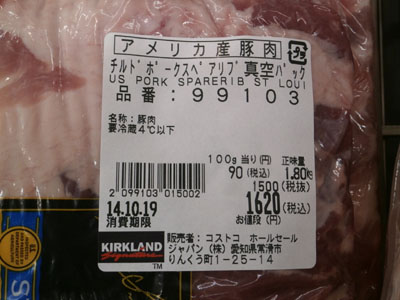 アメリカ産豚肉
チルドポークスペアリブ真空パック
US PORK SPARERIB ST LOUI
品番:99103
名称:豚肉
要冷蔵4℃以下
100g当り(円) 正味量
90(税込) 1.80kg
1500(税抜)
2 099103 015002
1620(税込)
14.10.19 お値段(円)
消費期限
KIRKLAND
Signature
TM
販売者:コストコ ホールセール
ジャパン(株)愛知県常滑市
りんくう町1-25-14